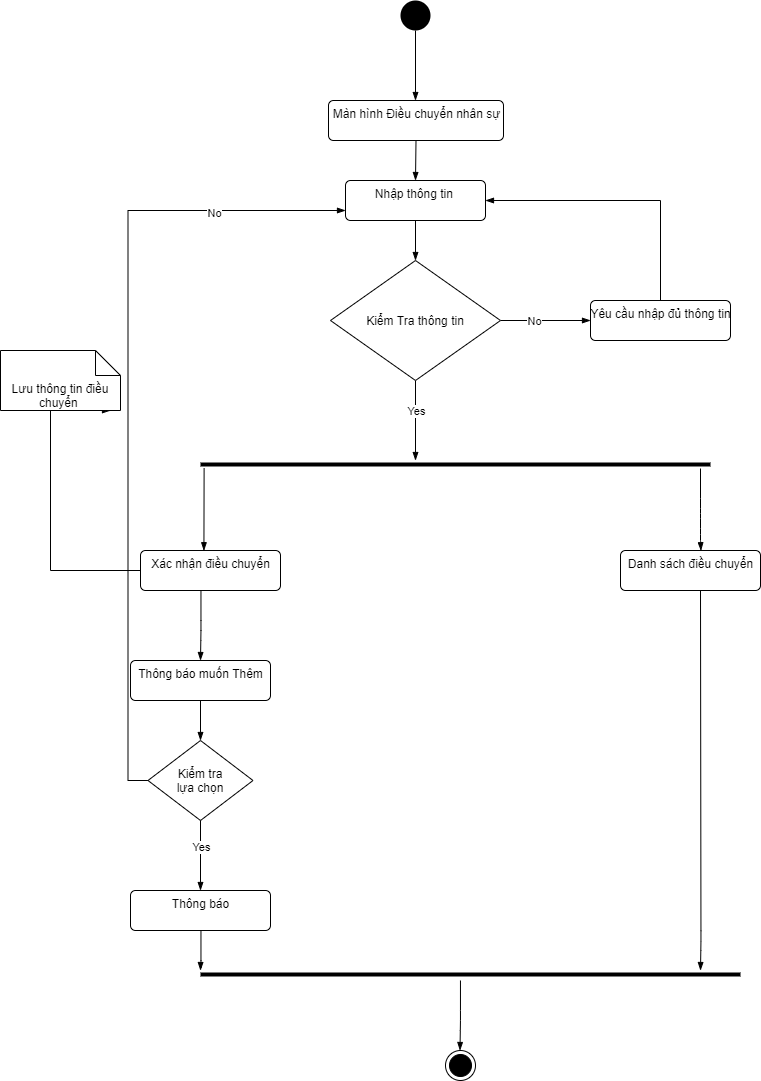 Màn hình Điều chuyển nhân sự
Nhập thông tin
No
Kiểm Tra thông tin
No
Yêu cầu nhập đủ thông tin
Lưu thông tin điều
chuyển
Yes
Xác nhận điều chuyển
Danh sách điều chuyển
Thông báo muốn Thêm
Kiểm tra
lựa chọn
Yes
Thông báo